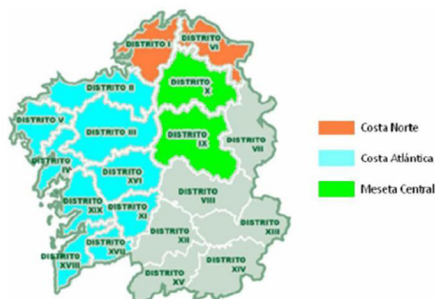 DISTRITO I
DISTRITO
VI
DISTRITO II
DISTRITO
X
DISTRITO V
DISTRITO III
DISTRITO
IX
DISTRITO
VII
DISTRITO
IV
DISTRITO
XVI
DISTRITO
VIII
DISTRITO
XIX
DISTRITO
XI
DISTRITO
XIII
DISTRITO
XII
DISTRITO
XVII
DISTRITO
XVIII
DISTRITO
XV
DISTRITO
XIV
Costa Norte
Costa Atlántica
Meseta Central